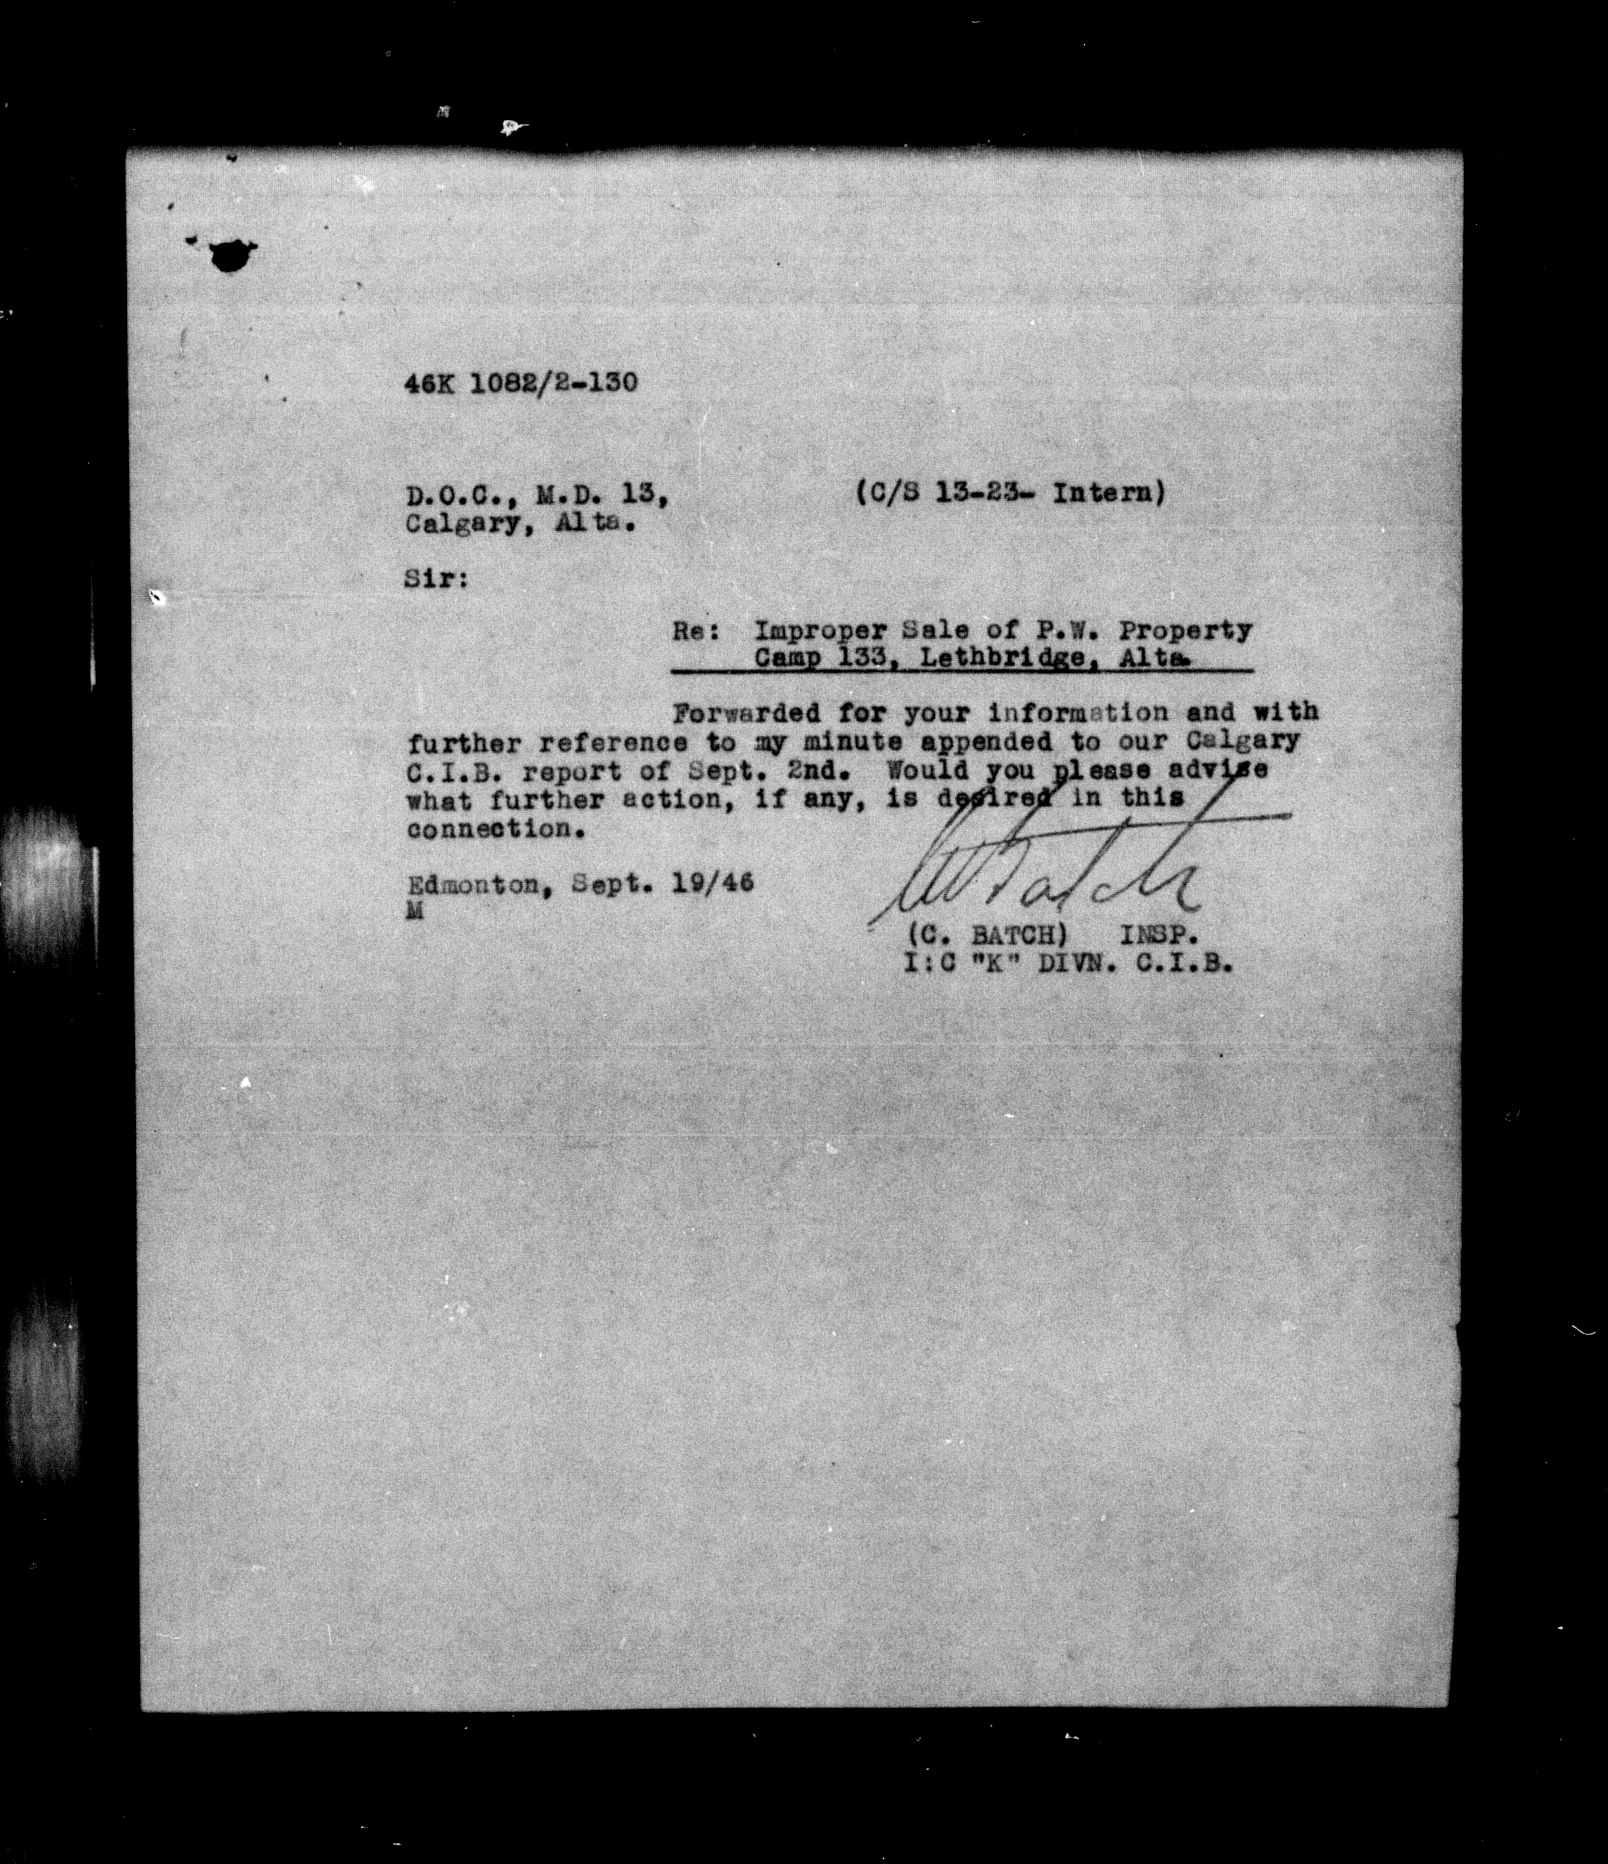 46K 1082/2-130
D.O.C., M.D. 13, (C/S 13-23- Intern)
Calgary, Alta.
Sir:
Re: Improper Sale of P.W. Property
Camp 133, Lethbridge, Alta.
Forwarded for your information and with
further reference to my minute appended to our Calgary
C.I.B. report of Sept. 2nd. Would you please advise
what further action, if any, is desired in this
connection.
Edmonton, Sept. 19/46
M
C Batch
(C. BATCH) INSP.
I:C "K" DIVN. C.I.B.